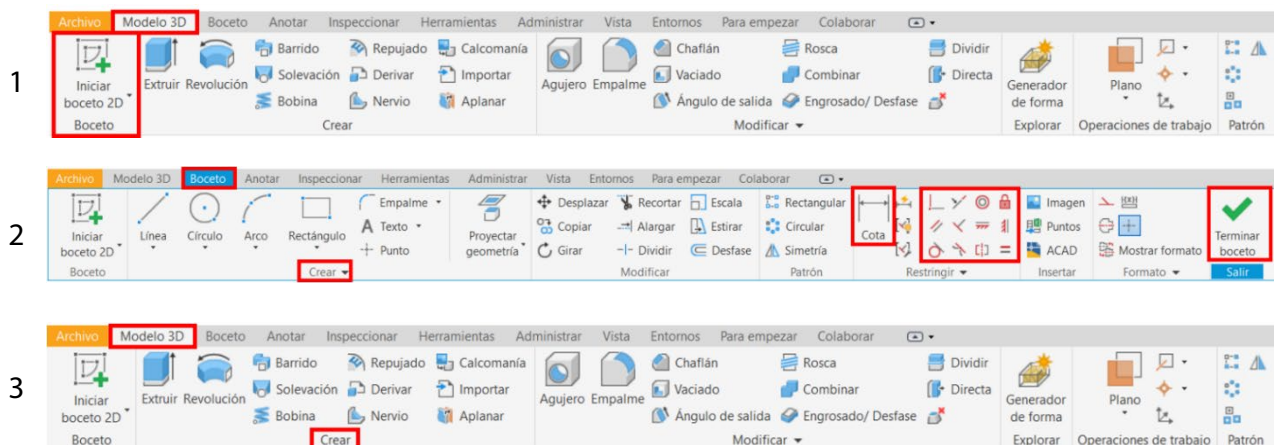 1
Archivo Modelo 3D Boceto Anotar Inspeccionar Herramientas Administrar Vista Entornos Para empezar Colaborar
Barrido Repujado Calcomanía Chaflán Rosca Dividir
Iniciar boceto 2D Extruir Revolución Solevación Derivar Importar Agujero Empalme Vaciado Combinar Directa Generador de forma Plano
Bobina Nervio Aplanar Ángulo de salida Engrosado/ Desfase
Boceto Crear Modificar Explorar Operaciones de trabajo Patrón
2
Archivo Modelo 3D Boceto Anotar Inspeccionar Herramientas Administrar Vista Entornos Para empezar Colaborar
Empalme Desplazar Recortar Escala Rectangular Imagen
Iniciar boceto 2D Línea Círculo Arco Rectángulo Texto Proyectar geometría Copiar Alargar Estirar Circular Cota Puntos Terminar boceto
Punto Girar Dividir Desfase Simetría ACAD Mostrar formato
Boceto Crear Modificar Patrón Restringir Insertar Formato Salir
3
Archivo Modelo 3D Boceto Anotar Inspeccionar Herramientas Administrar Vista Entornos Para empezar Colaborar
Barrido Repujado Calcomanía Chaflán Rosca Dividir
Iniciar boceto 2D Extruir Revolución Solevación Derivar Importar Agujero Empalme Vaciado Combinar Directa Generador de forma Plano
Bobina Nervio Aplanar Ángulo de salida Engrosado/ Desfase
Boceto Crear Modificar Explorar Operaciones de trabajo Patrón